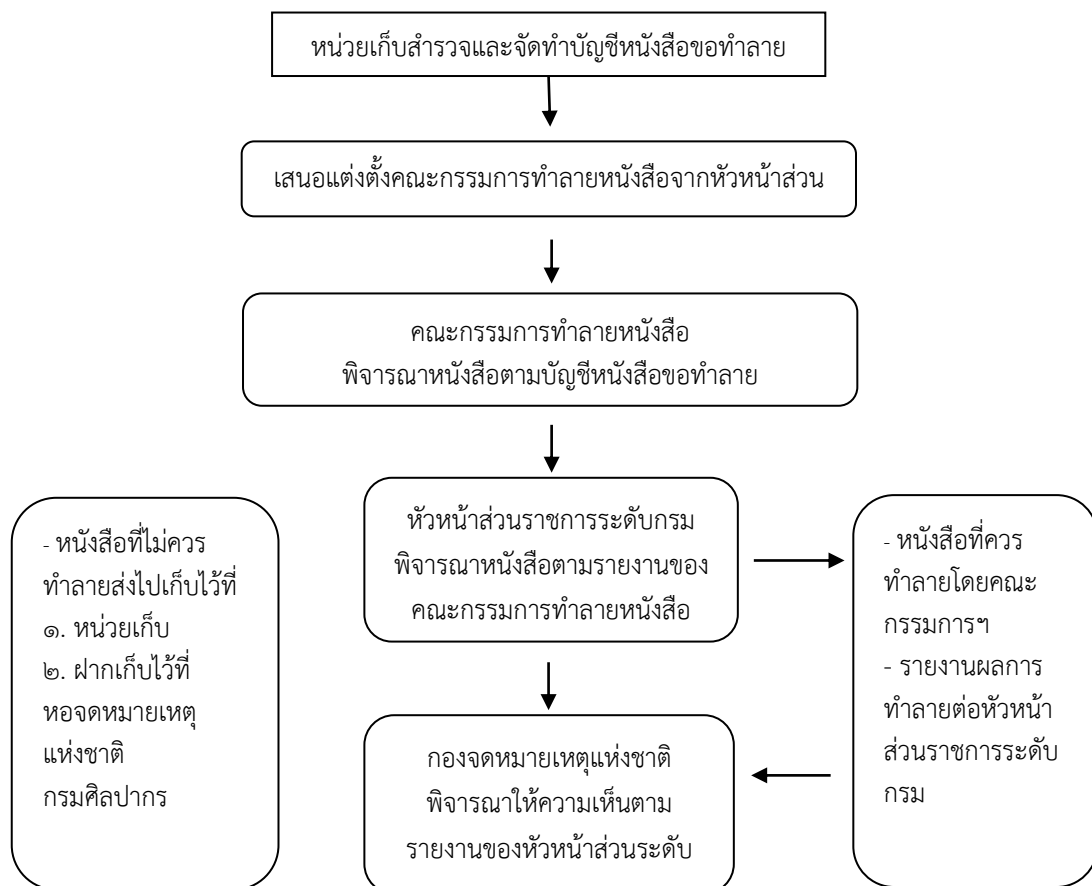 หน่วยเก็บสำรวจและจัดทำบัญชีหนังสือขอทำลาย
เสนอแต่งตั้งคณะกรรมการทำลายหนังสือจากหัวหน้าส่วน
คณะกรรมการทำลายหนังสือ
พิจารณาหนังสือตามบัญชีหนังสือขอทำลาย
- หนังสือที่ไม่ควร
ทำลายส่งไปเก็บไว้ที่
๑. หน่วยเก็บ
๒. ฝากเก็บไว้ที่
หอจดหมายเหตุ
แห่งชาติ
กรมศิลปากร
หัวหน้าส่วนราชการระดับกรม
พิจารณาหนังสือตามรายงานของ
คณะกรรมการทำลายหนังสือ
- หนังสือที่ควร
ทำลายโดยคณะ
กรรมการฯ
- รายงานผลการ
ทำลายต่อหัวหน้า
ส่วนราชการระดับ
กรม
กองจดหมายเหตุแห่งชาติ
พิจารณาให้ความเห็นตาม
รายงานของหัวหน้าส่วนระดับ